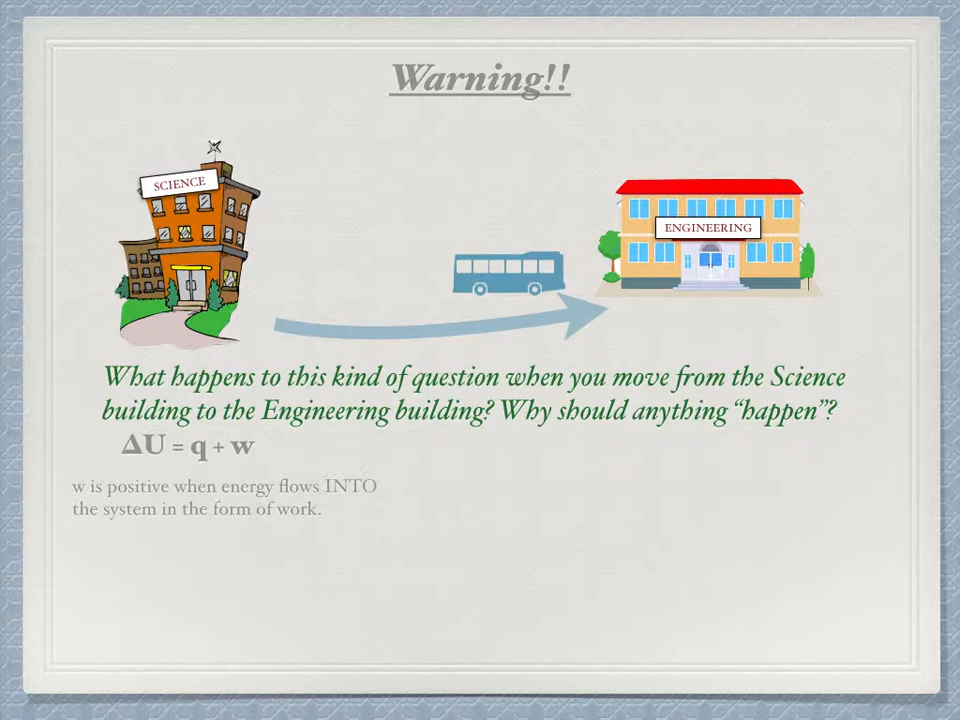 Warning!!
SCIENCE
ENGINEERING
What happens to this kind of question when you move from the Science
building to the Engineering building? Why should anything “happen”?
ΔU = q + w
w is positive when energy flows INTO
the system in the form of work.